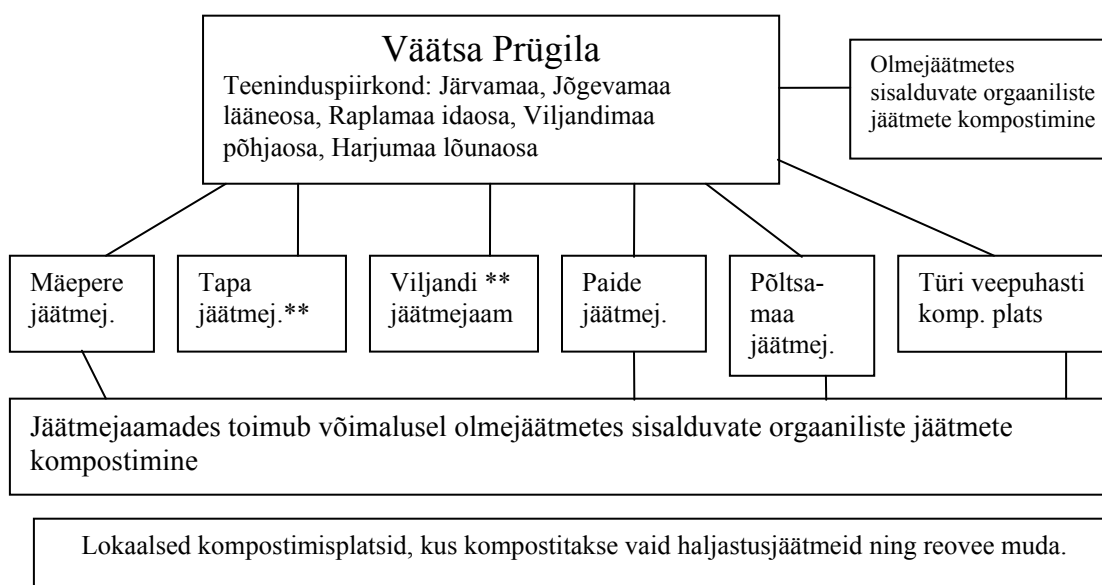 Väätsa Prügila
Teeninduspiirkond: Järvamaa, Jõgevamaa
lääneosa, Raplamaa idaosa, Viljandimaa
põhjaosa, Harjumaa lõunaosa
Olmejäätmetes
sisalduvate orgaaniliste
jäätmete kompostimine
Mäepere
jäätmej.
Tapa
jäätmej.**
Viljandi **
jäätmejaam
Paide
jäätmej.
Põltsa-
maa
jäätmej.
Türi veepuhasti
komp. plats
Jäätmejaamades toimub võimalusel olmejäätmetes sisalduvate orgaaniliste jäätmete
kompostimine
Lokaalsed kompostimisplatsid, kus kompostitakse vaid haljastusjäätmeid ning reovee muda.